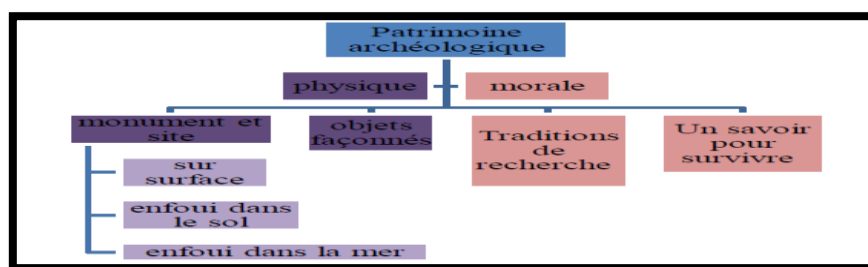 Patrimoine
archéologique
physique
morale
monument et
site
objets
façonnés
Traditions
de
recherche
Un savoir
pour
survivre
sur
surface
enfoui dans
le sol
enfoui dans la mer